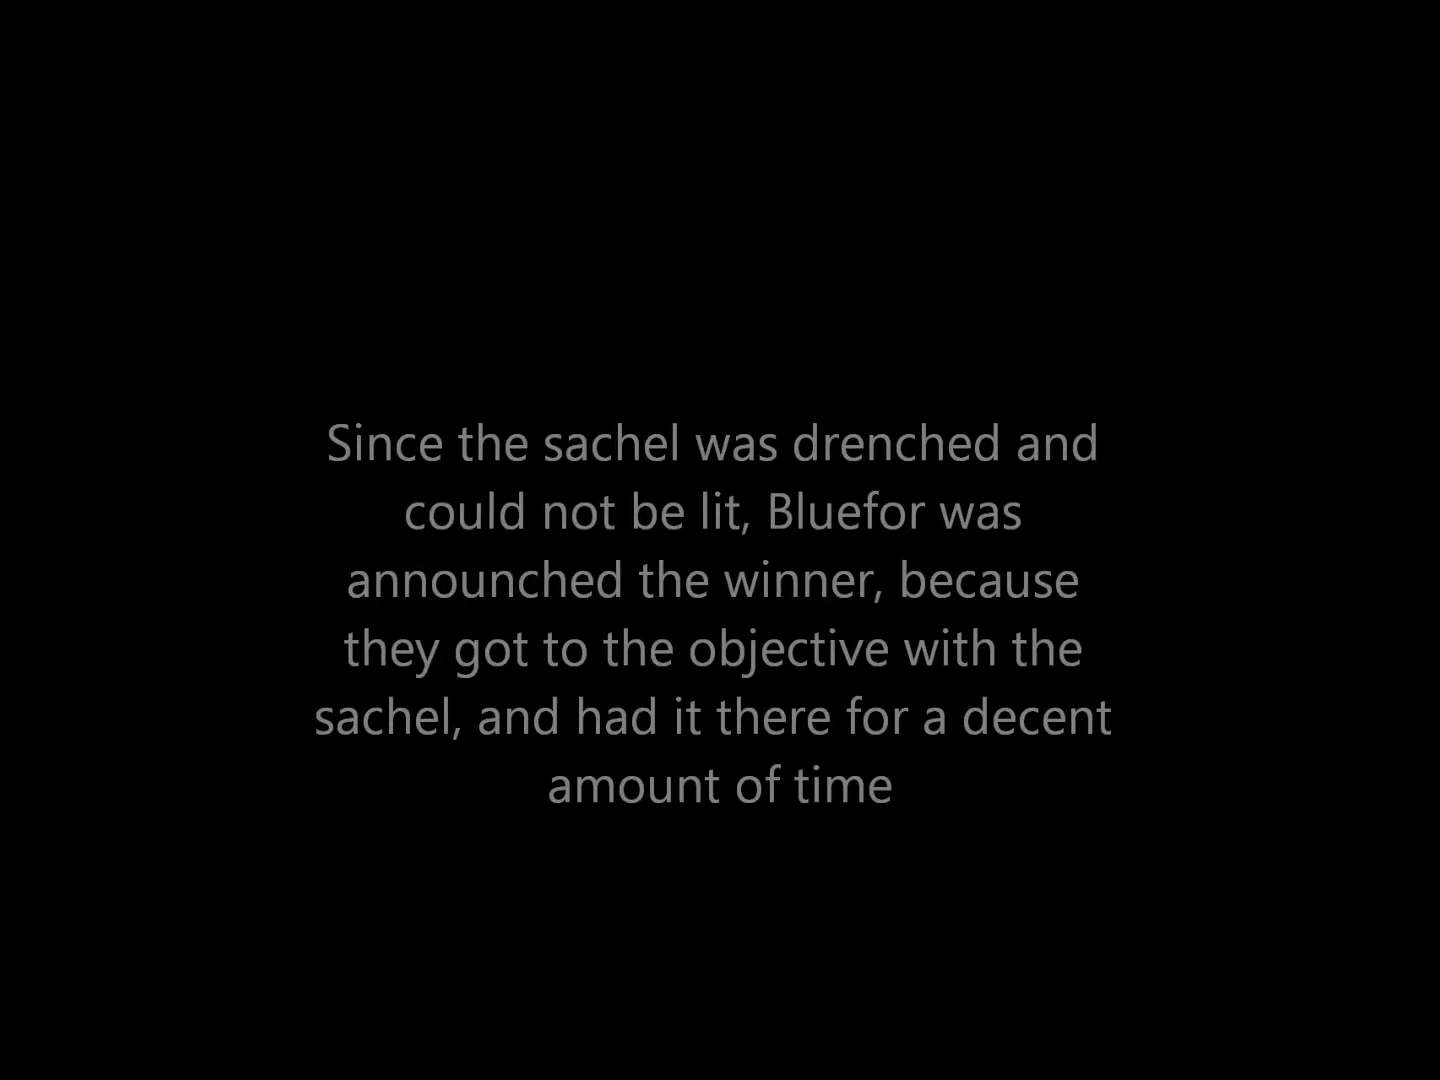 Since the sachel was drenched and
could not be lit, Bluefor was
announched the winner, because
they got to the objective with the
sachel, and had it there for a decent
amount of time